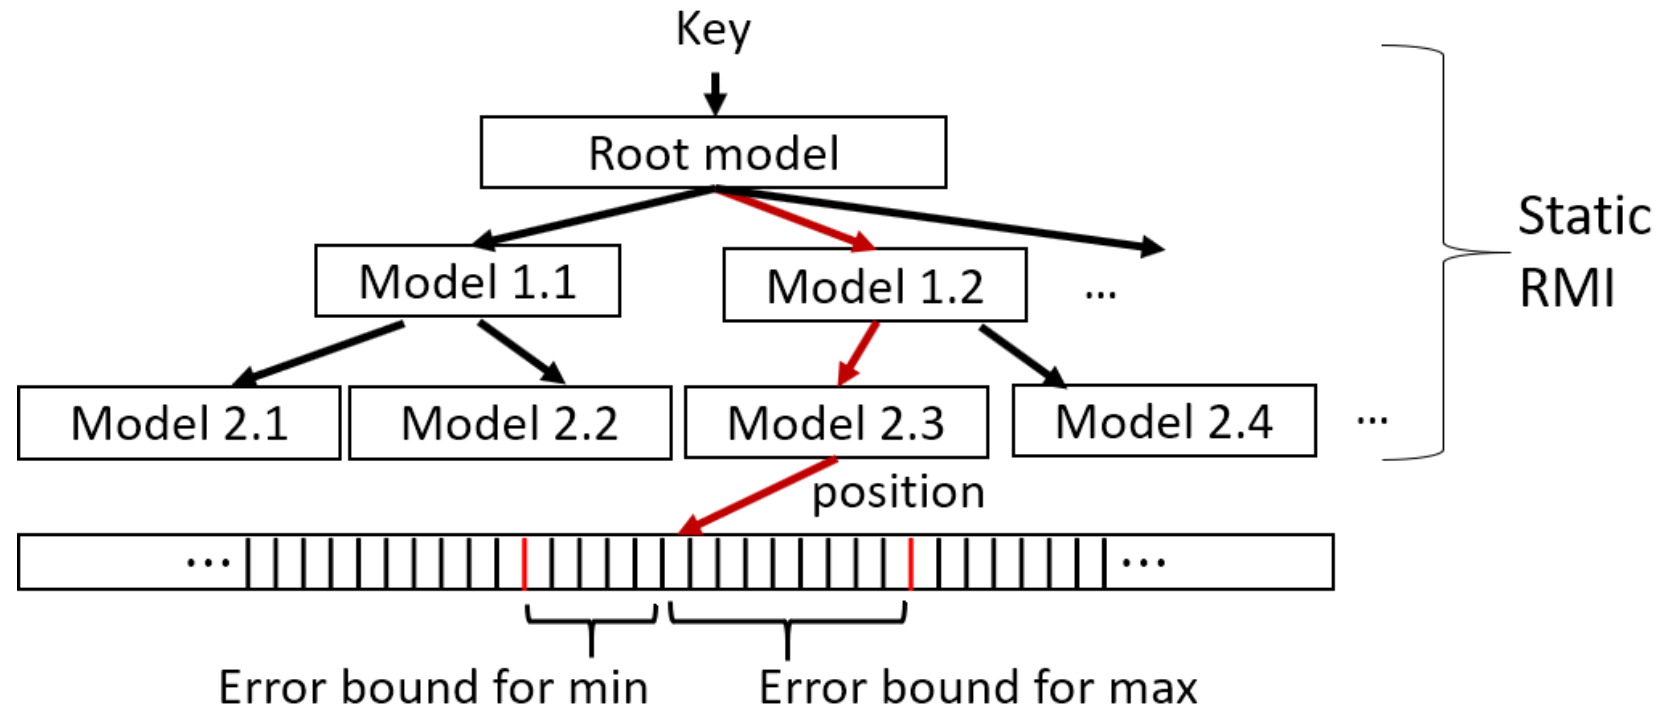 Key
Root model
Model 1.1
Model 1.2
...
Static
RMI
Model 2.1
Model 2.2
Model 2.3
Model 2.4
...
position
...
...
Error bound for min
Error bound for max